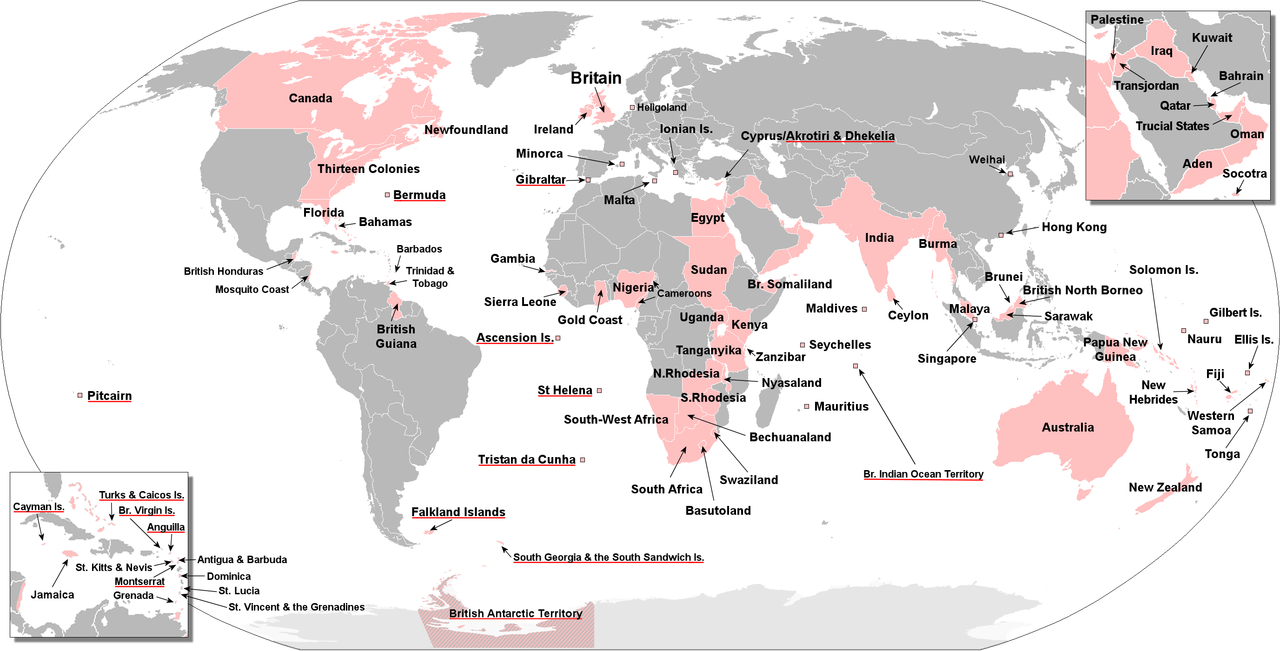 Britain
Heligoland
Ireland
Ionian Is.
Minorca
Cyprus/Akrotiri & Dhekelia
Gibraltar
Malta
Canada
Newfoundland
Thirteen Colonies
Bermuda
Florida
Bahamas
Barbados
British Honduras
Trinidad &
Tobago
Mosquito Coast
British
Guiana
Weihai
Egypt
India
Burma
Hong Kong
Gambia
Sudan
Nigeria
Cameroons
Br. Somaliland
Sierra Leone
Gold Coast
Uganda
Kenya
Maldives
Ceylon
Brunei
British North Borneo
Malaya
Sarawak
Singapore
Solomon Is.
Gilbert Is.
Nauru
Ellis Is.
Papua New
Guinea
Ascension Is.
Tanganyika
Zanzibar
Seychelles
N.Rhodesia
Nyasaland
St Helena
S.Rhodesia
Mauritius
Fiji
New
Hebrides
Western
Samoa
Tonga
Pitcairn
South-West Africa
Bechuanaland
Australia
Tristan da Cunha
Swaziland
Br. Indian Ocean Territory
South Africa
Basutoland
New Zealand
Falkland Islands
South Georgia & the South Sandwich Is.
British Antarctic Territory
Palestine
Iraq
Kuwait
Transjordan
Bahrain
Qatar
Trucial States
Oman
Aden
Socotra
Turks & Caicos Is.
Cayman Is.
Br. Virgin Is.
Anguilla
Antigua & Barbuda
St. Kitts & Nevis
Montserrat
Dominica
Jamaica
Grenada
St. Lucia
St. Vincent & the Grenadines